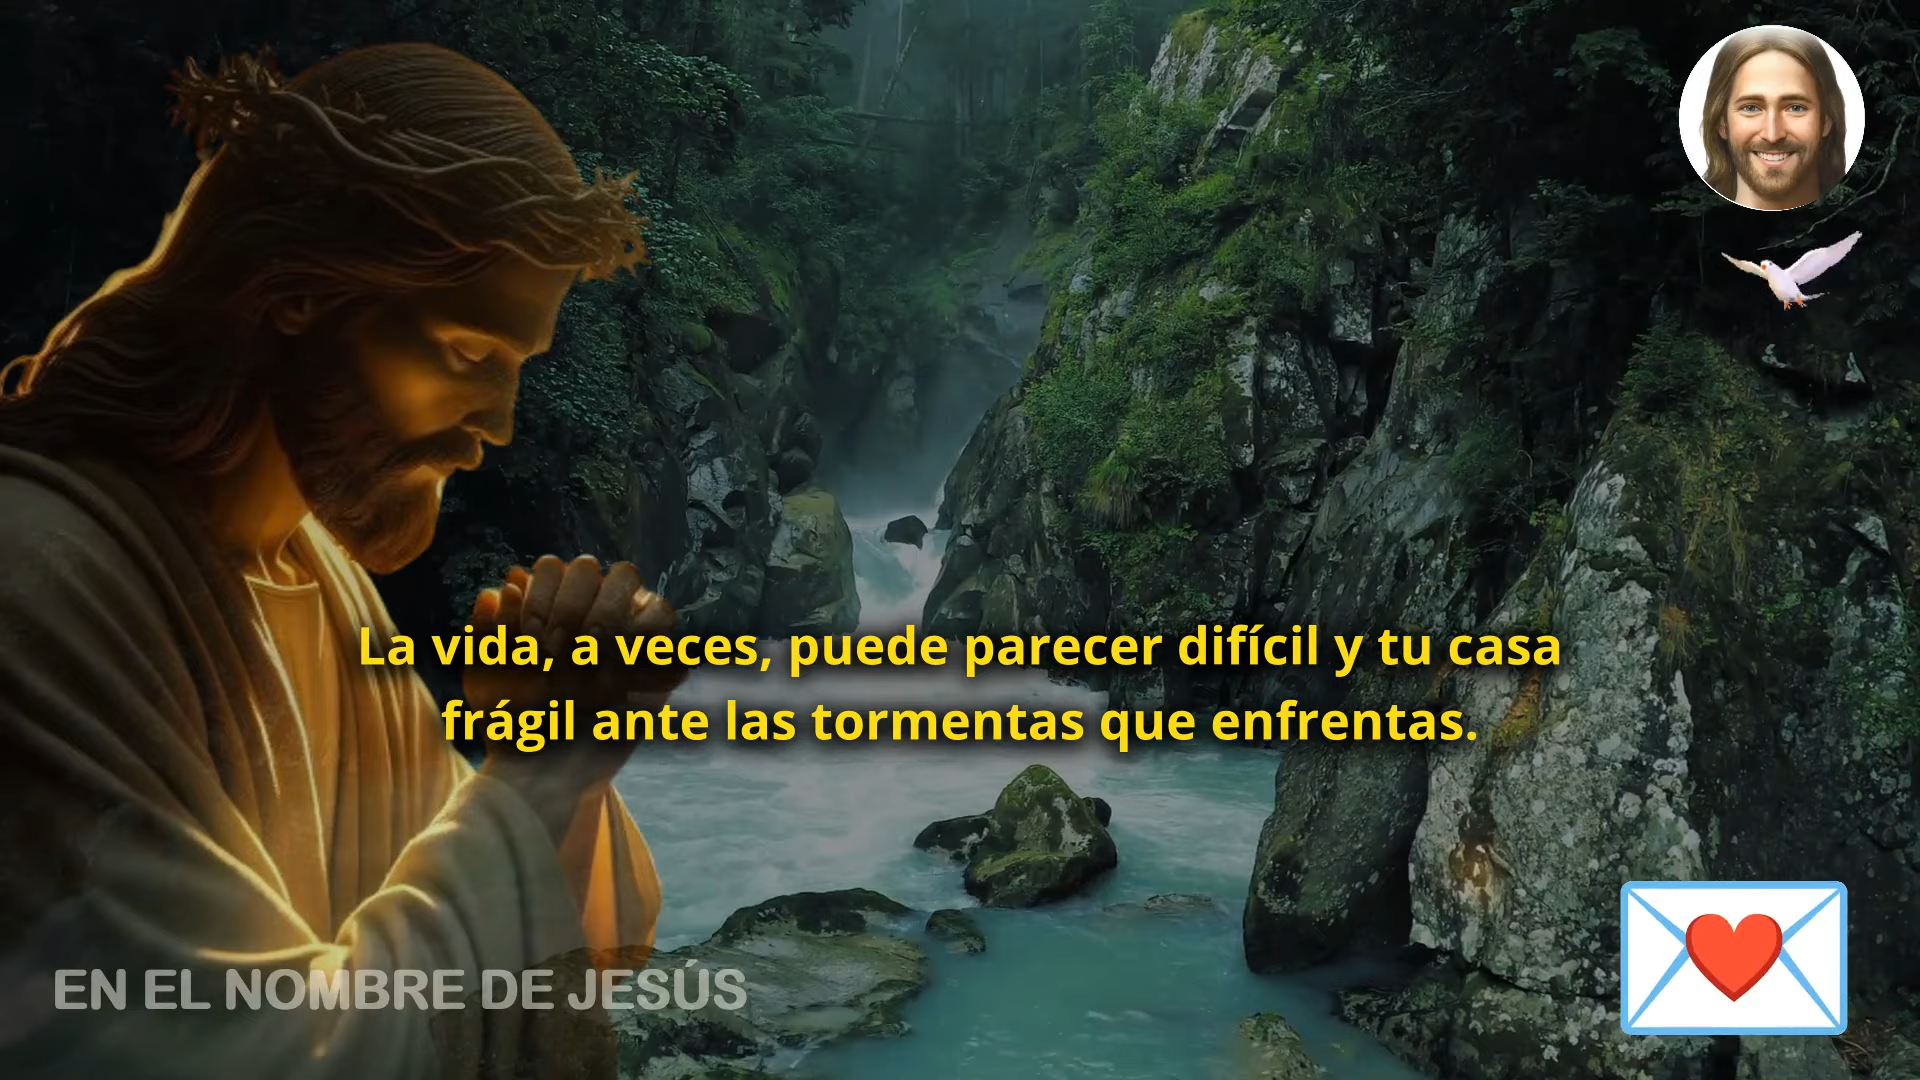 La vida, a veces, puede parecer difícil y tu casa
frágil ante las tormentas que enfrentas.
EN EL NOMBRE DE JESÚS